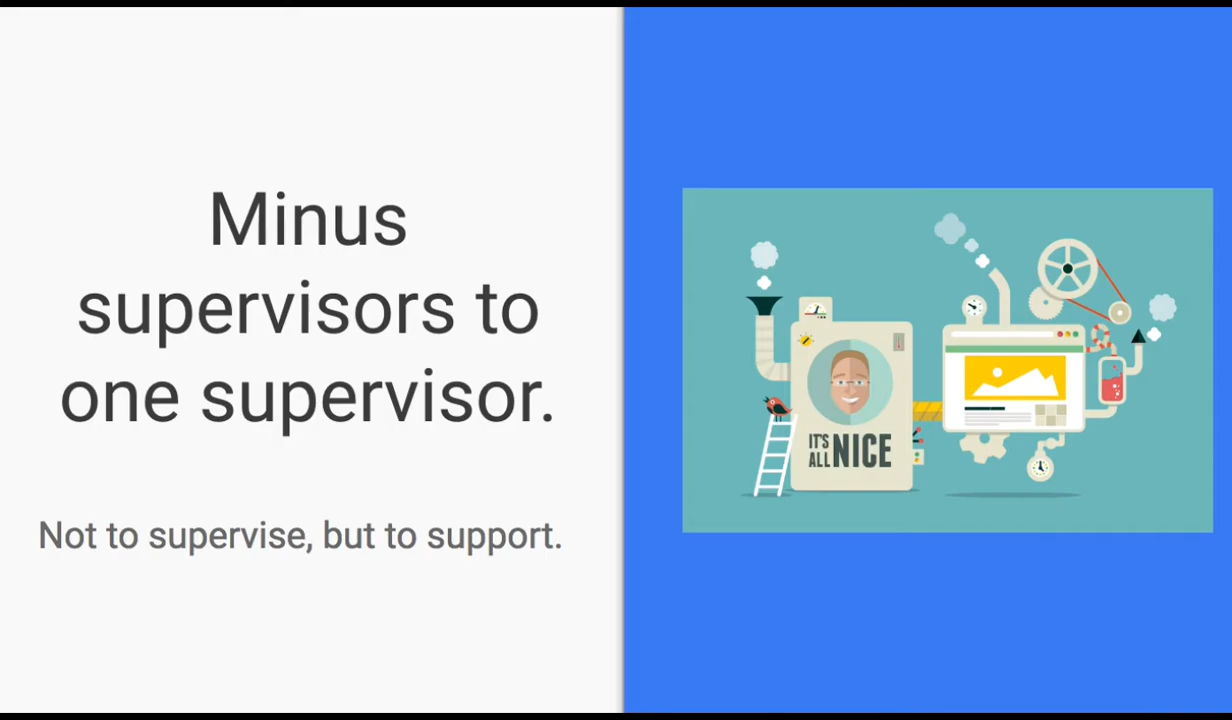 Minus
supervisors to
one supervisor.
Not to supervise, but to support.
IT'S
ALL NICE